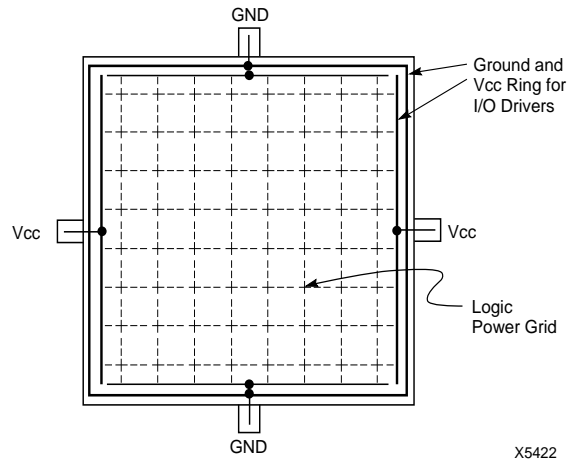 GND
Ground and
Vcc Ring for
I/O Drivers
Vcc
Vcc
Logic
Power Grid
GND
X5422